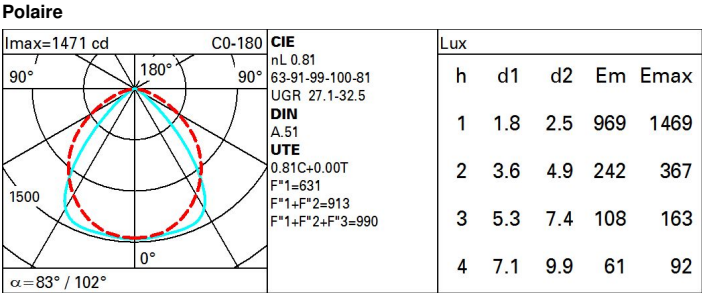 Polaire
Imax=1471 cd C0-180
90° 180° 90°
1500
0°
α=83° / 102°
CIE
nL 0.81
63-91-99-100-81
UGR 27.1-32.5
DIN
A.51
UTE
0.81C+0.00T
F"1=631
F"1+F"2=913
F"1+F"2+F"3=990
Lux
h d1 d2 Em Emax
1 1.8 2.5 969 1469
2 3.6 4.9 242 367
3 5.3 7.4 108 163
4 7.1 9.9 61 92